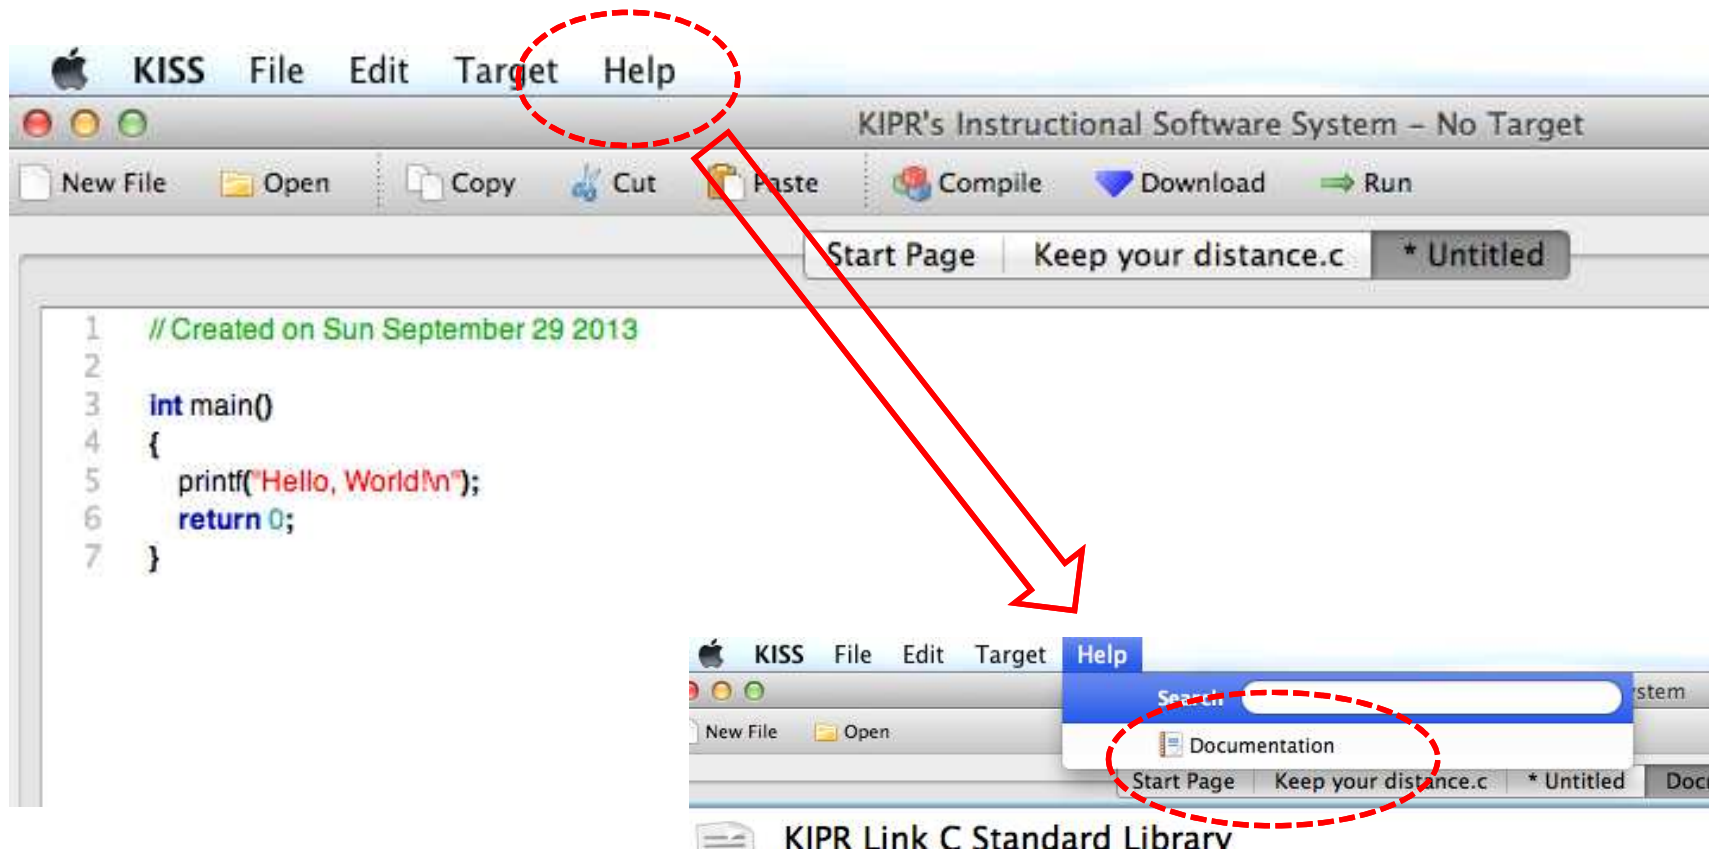 KISS File Edit Target Help
KIPR's Instructional Software System – No Target
New File Open Copy Cut Paste Compile Download Run
Start Page Keep your distance.c * Untitled
1 // Created on Sun September 29 2013
2
3 int main()
4 {
5 printf("Hello, World!\n");
6 return 0;
7 }
KISS File Edit Target Help
Search ystem
New File Open
Documentation
Start Page Keep your distance.c * Untitled Doc
KIPR Link C Standard Library